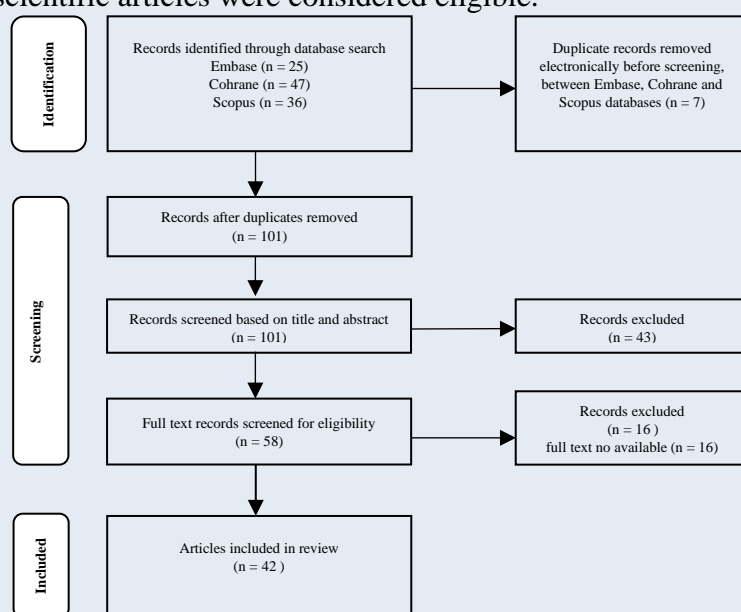 scientific articles were considered eligible.
Identification
Records identified through database search
Embase (n = 25)
Cohrane (n = 47)
Scopus (n = 36)
Duplicate records removed
electronically before screening,
between Embase, Cohrane and
Scopus databases (n = 7)
Screening
Records after duplicates removed
(n = 101)
Records screened based on title and abstract
(n = 101)
Records excluded
(n = 43)
Full text records screened for eligibility
(n = 58)
Records excluded
(n = 16 )
full text no available (n = 16)
Included
Articles included in review
(n = 42 )